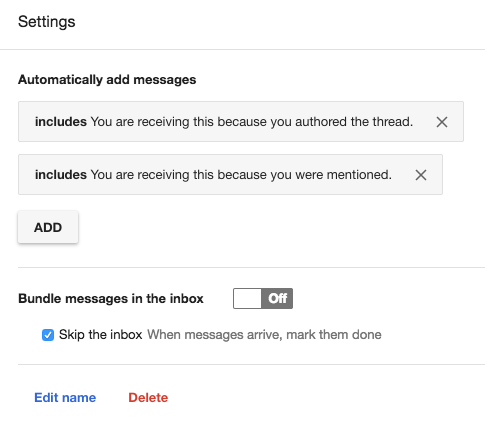 Settings
Automatically add messages
includes You are receiving this because you authored the thread.
includes You are receiving this because you were mentioned.
ADD
Bundle messages in the inbox Off
Skip the inbox When messages arrive, mark them done
Edit name Delete